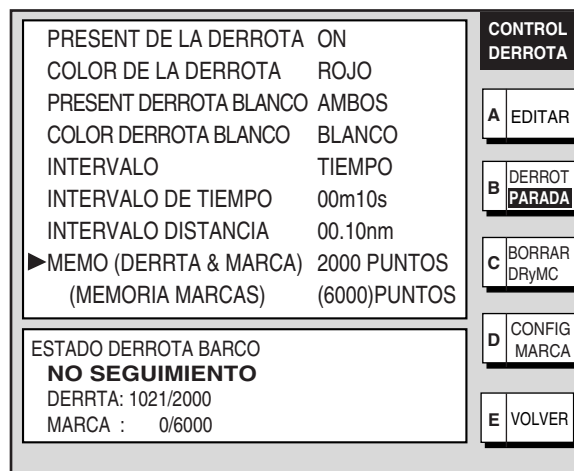 PRESENT DE LA DERROTA ON
COLOR DE LA DERROTA ROJO
PRESENT DERROTA BLANCO AMBOS
COLOR DERROTA BLANCO BLANCO
INTERVALO TIEMPO
INTERVALO DE TIEMPO 00m10s
INTERVALO DISTANCIA 00.10nm
▶MEMO (DERRTA & MARCA) 2000 PUNTOS
(MEMORIA MARCAS) (6000)PUNTOS
ESTADO DERROTA BARCO
NO SEGUIMIENTO
DERRTA: 1021/2000
MARCA : 0/6000
CONTROL
DERROTA
A EDITAR
B DERROT
PARADA
C BORRAR
DRyMC
D CONFIG
MARCA
E VOLVER